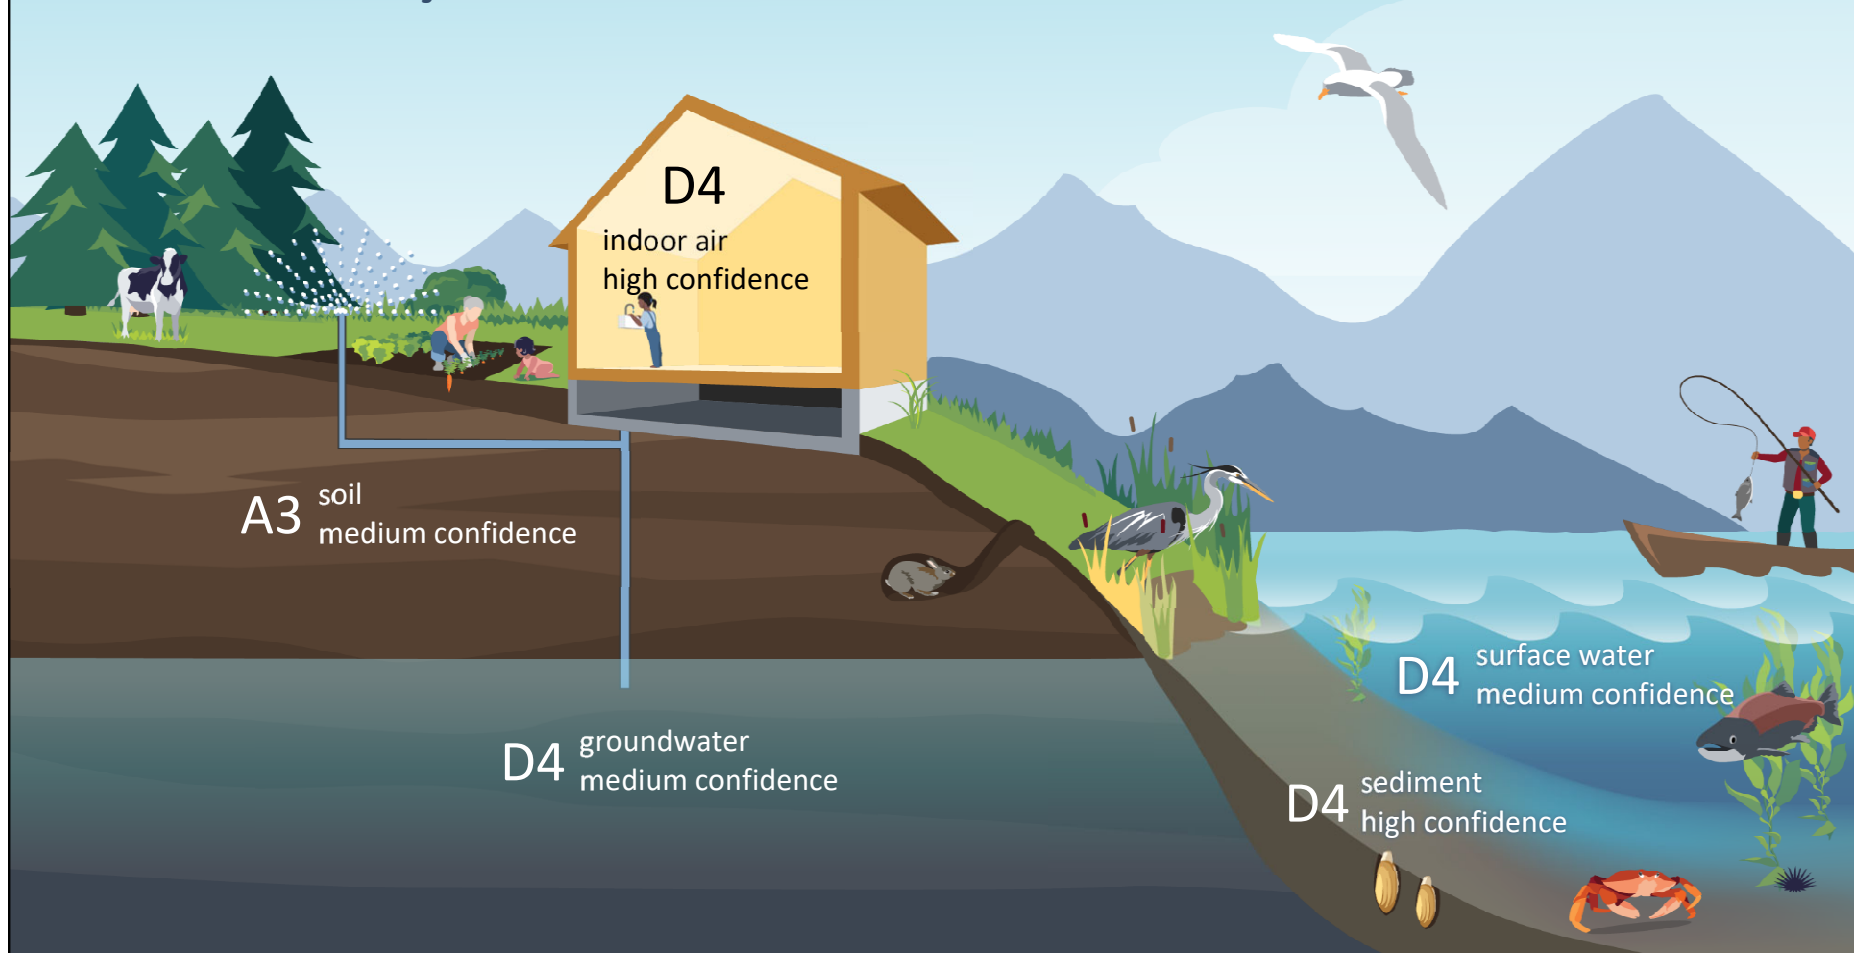 D4
indoor air
high confidence
A3
soil
medium confidence
D4
groundwater
medium confidence
D4
surface water
medium confidence
D4
sediment
high confidence